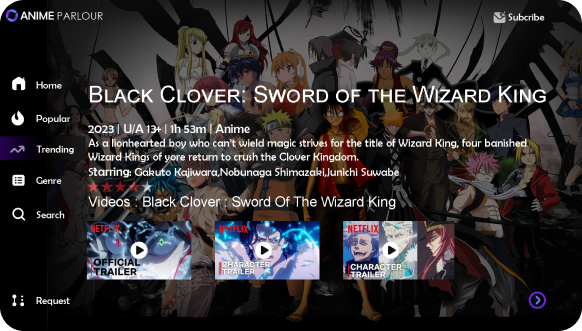 ANIME PARLOUR
Subcribe
Home
Popular
Trending
Genre
Search
Request
BLACK CLOVER: SWORD OF THE WIZARD KING
2023 | U/A 13+ | 1h 53m | Anime
As a lionhearted boy who can't wield magic strives for the title of Wizard King, four banished
Wizard Kings of yore return to crush the Clover Kingdom.
Starring: Gakuto Kajiwara,Nobunaga Shimazaki,Junichi Suwabe
Videos : Black Clover : Sword Of The Wizard King
NETFLIX
OFFICIAL
TRAILER
NETFLIX
CHARACTER
TRAILER
NETFLIX
CHARACTER
TRAILER